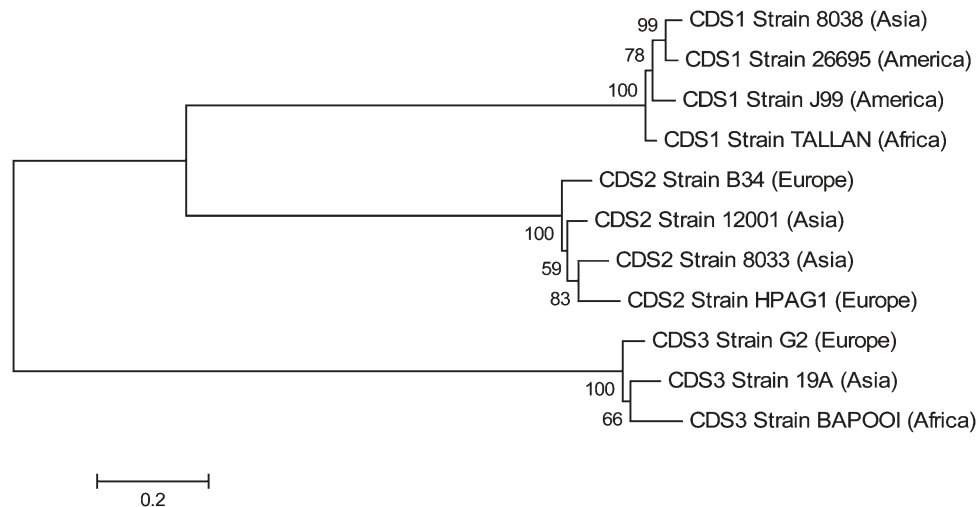 99
CDS1 Strain 8038 (Asia)
78
CDS1 Strain 26695 (America)
100
CDS1 Strain J99 (America)
CDS1 Strain TALLAN (Africa)
CDS2 Strain B34 (Europe)
CDS2 Strain 12001 (Asia)
100
CDS2 Strain 8033 (Asia)
59
83
CDS2 Strain HPAG1 (Europe)
CDS3 Strain G2 (Europe)
CDS3 Strain 19A (Asia)
100
66
CDS3 Strain BAPOOI (Africa)
0.2